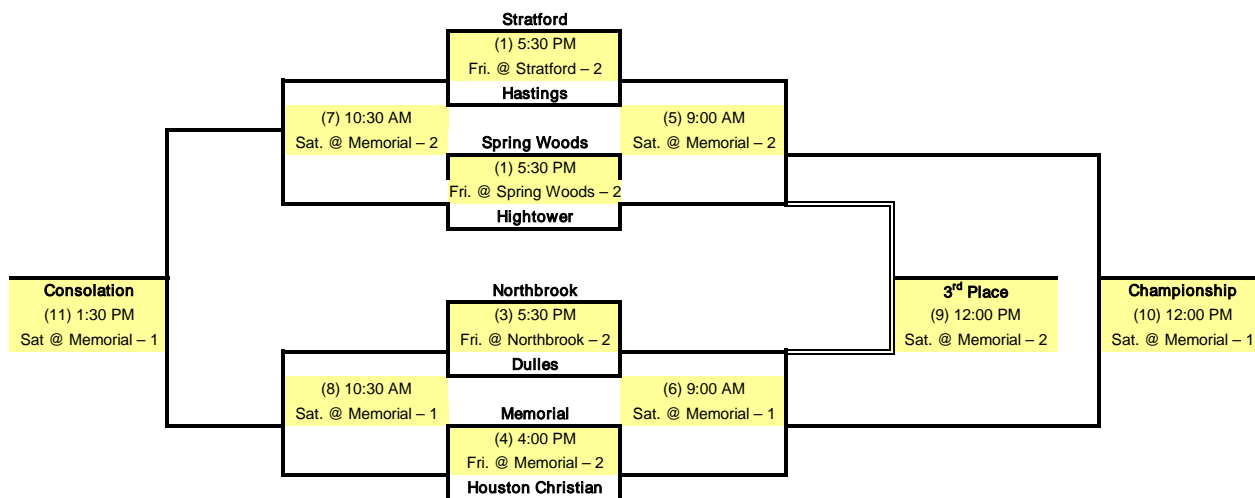 Stratford
(1) 5:30 PM
Fri. @ Stratford – 2
Hastings
(7) 10:30 AM
Sat. @ Memorial – 2
(5) 9:00 AM
Sat. @ Memorial – 2
Spring Woods
(1) 5:30 PM
Fri. @ Spring Woods – 2
Hightower
Consolation
(11) 1:30 PM
Sat @ Memorial – 1
Northbrook
(3) 5:30 PM
Fri. @ Northbrook – 2
Dulles
3rd Place
(9) 12:00 PM
Sat. @ Memorial – 2
Championship
(10) 12:00 PM
Sat. @ Memorial – 1
(8) 10:30 AM
Sat. @ Memorial – 1
(6) 9:00 AM
Sat. @ Memorial – 1
Memorial
(4) 4:00 PM
Fri. @ Memorial – 2
Houston Christian